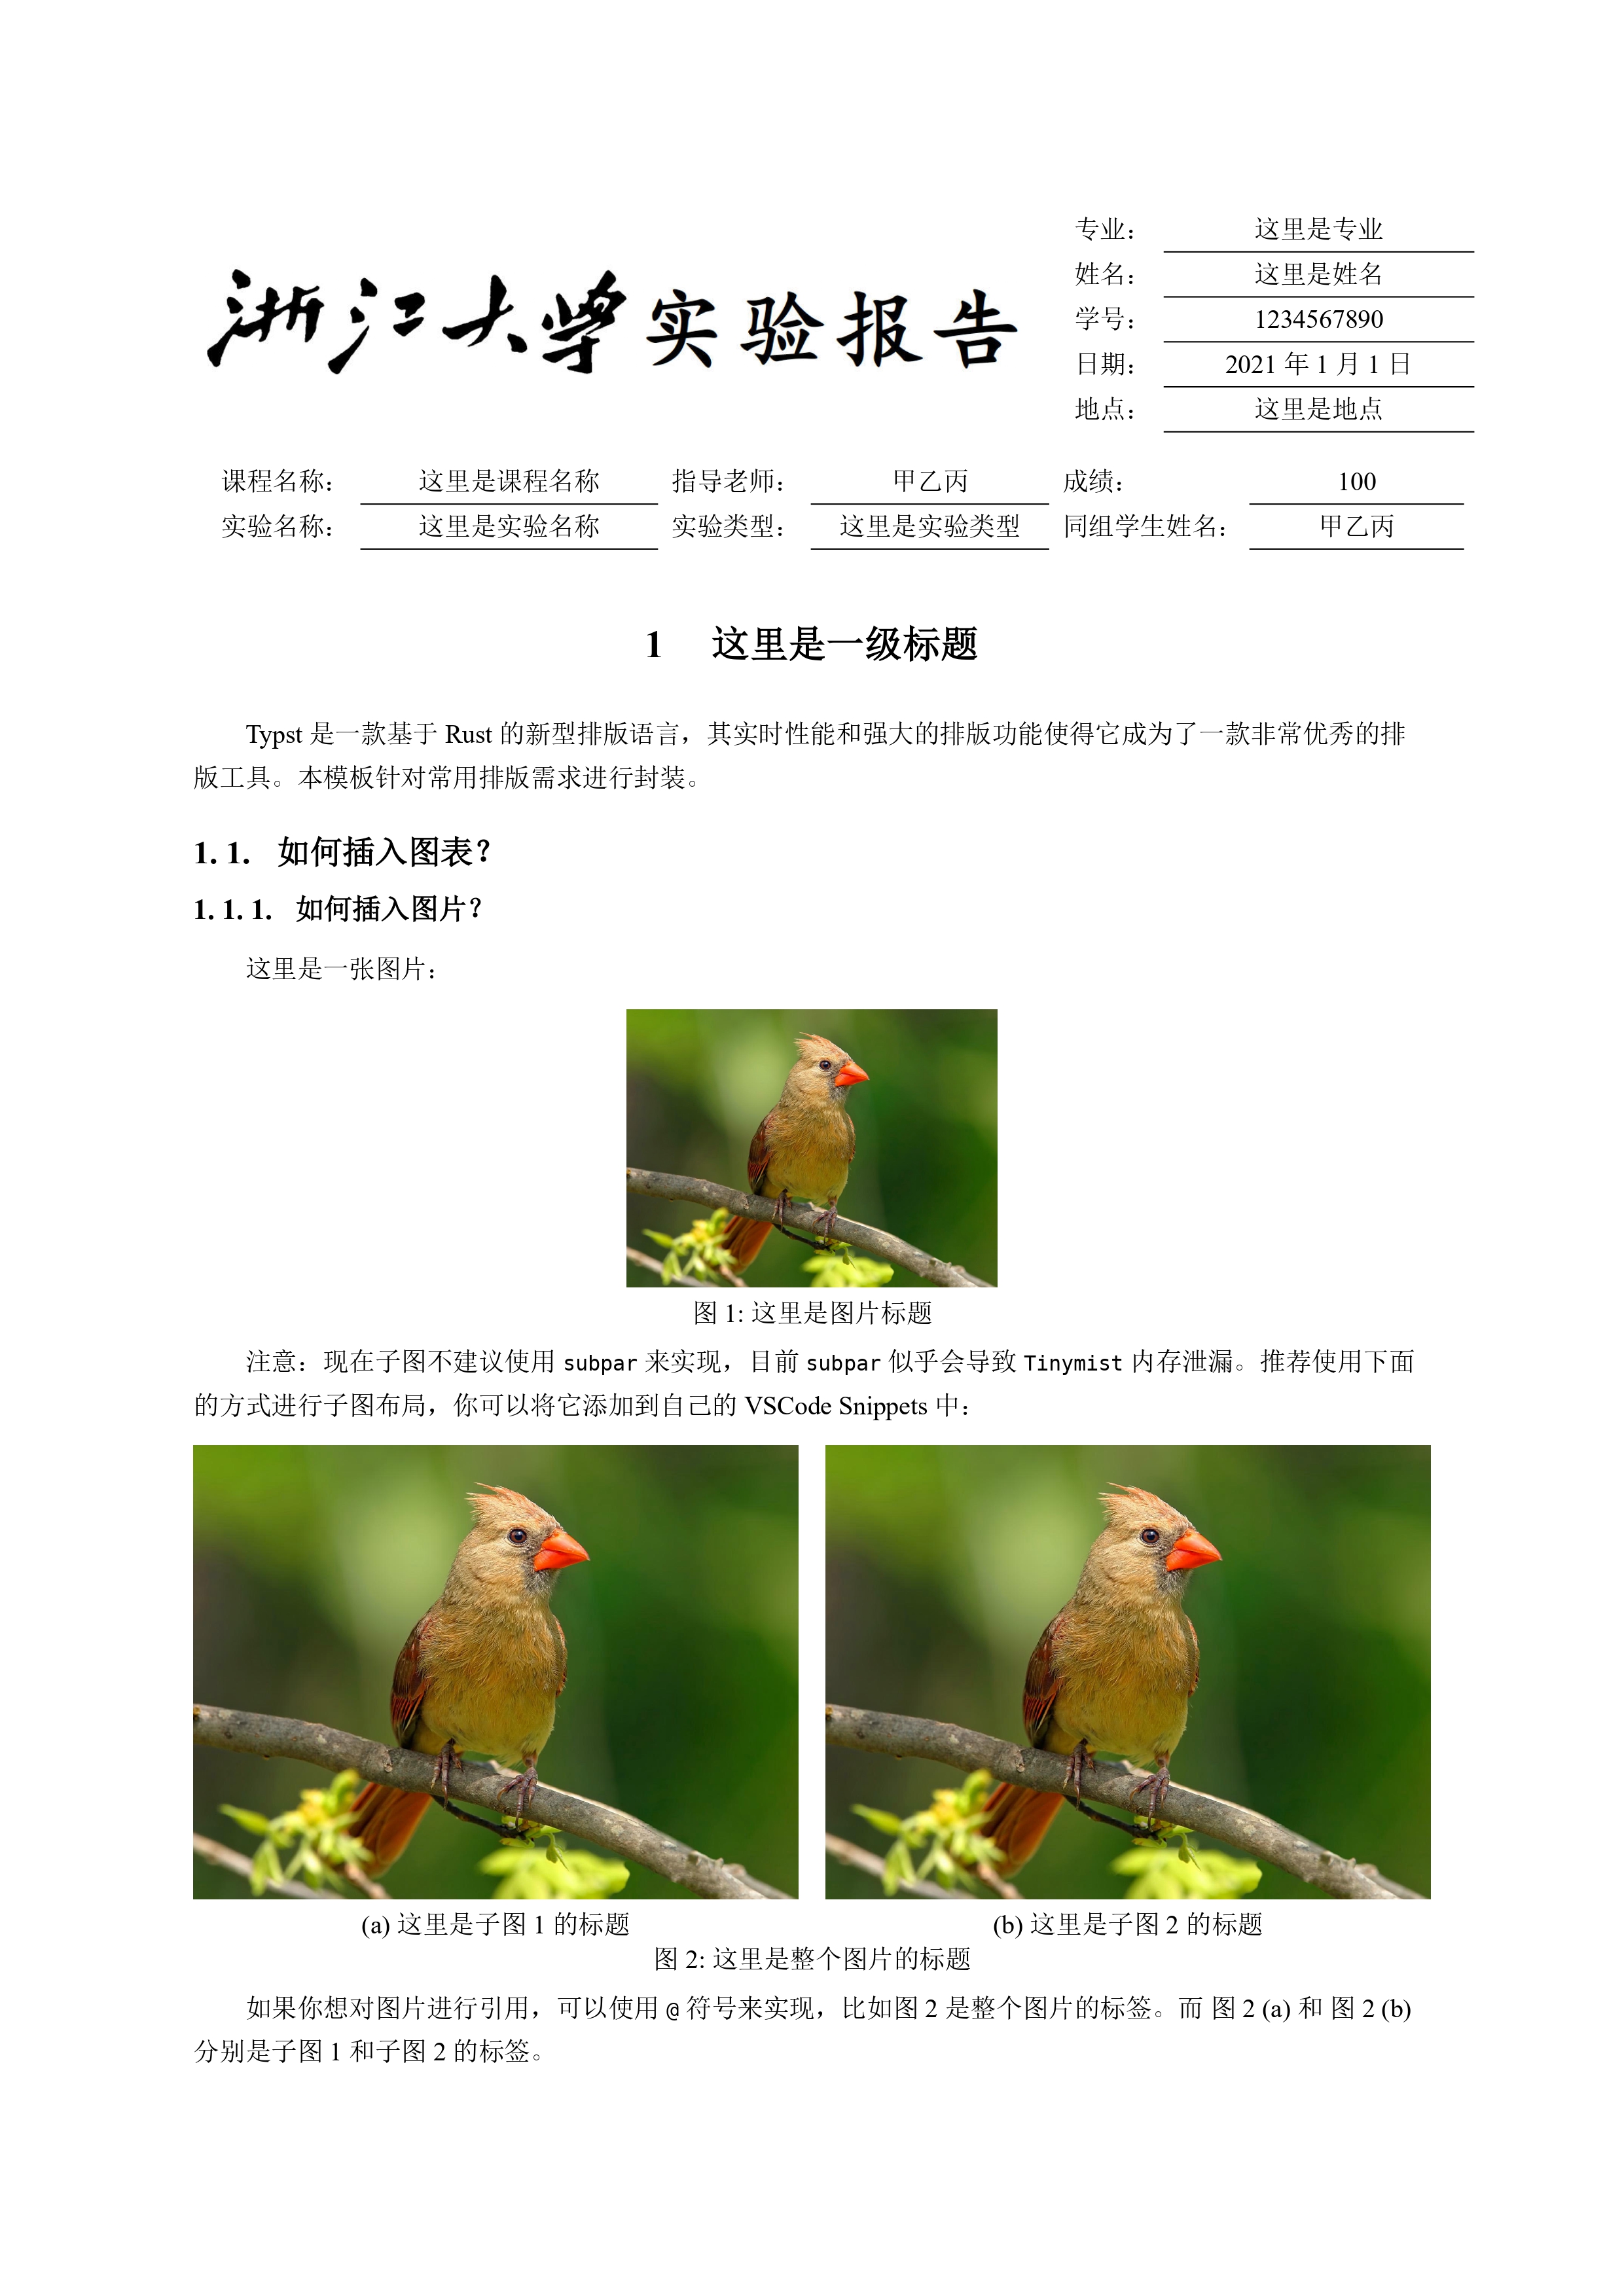 专业： 这里是专业
姓名： 这里是姓名
浙江大学实验报告
学号： 1234567890
日期： 2021 年 1 月 1 日
地点： 这里是地点
课程名称： 这里是课程名称 指导老师： 甲乙丙 成绩： 100
实验名称： 这里是实验名称 实验类型： 这里是实验类型 同组学生姓名： 甲乙丙
1 这里是一级标题
Typst 是一款基于 Rust 的新型排版语言，其实时性能和强大的排版功能使得它成为了一款非常优秀的排
版工具。本模板针对常用排版需求进行封装。
1. 1. 如何插入图表？
1. 1. 1. 如何插入图片？
这里是一张图片：
图 1: 这里是图片标题
注意：现在子图不建议使用 subpar 来实现，目前 subpar 似乎会导致 Tinymist 内存泄漏。推荐使用下面
的方式进行子图布局，你可以将它添加到自己的 VSCode Snippets 中：
(a) 这里是子图 1 的标题 (b) 这里是子图 2 的标题
图 2: 这里是整个图片的标题
如果你想对图片进行引用，可以使用 @ 符号来实现，比如图 2 是整个图片的标签。而 图 2 (a) 和 图 2 (b)
分别是子图 1 和子图 2 的标签。